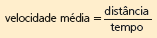 velocidade média = distância
tempo